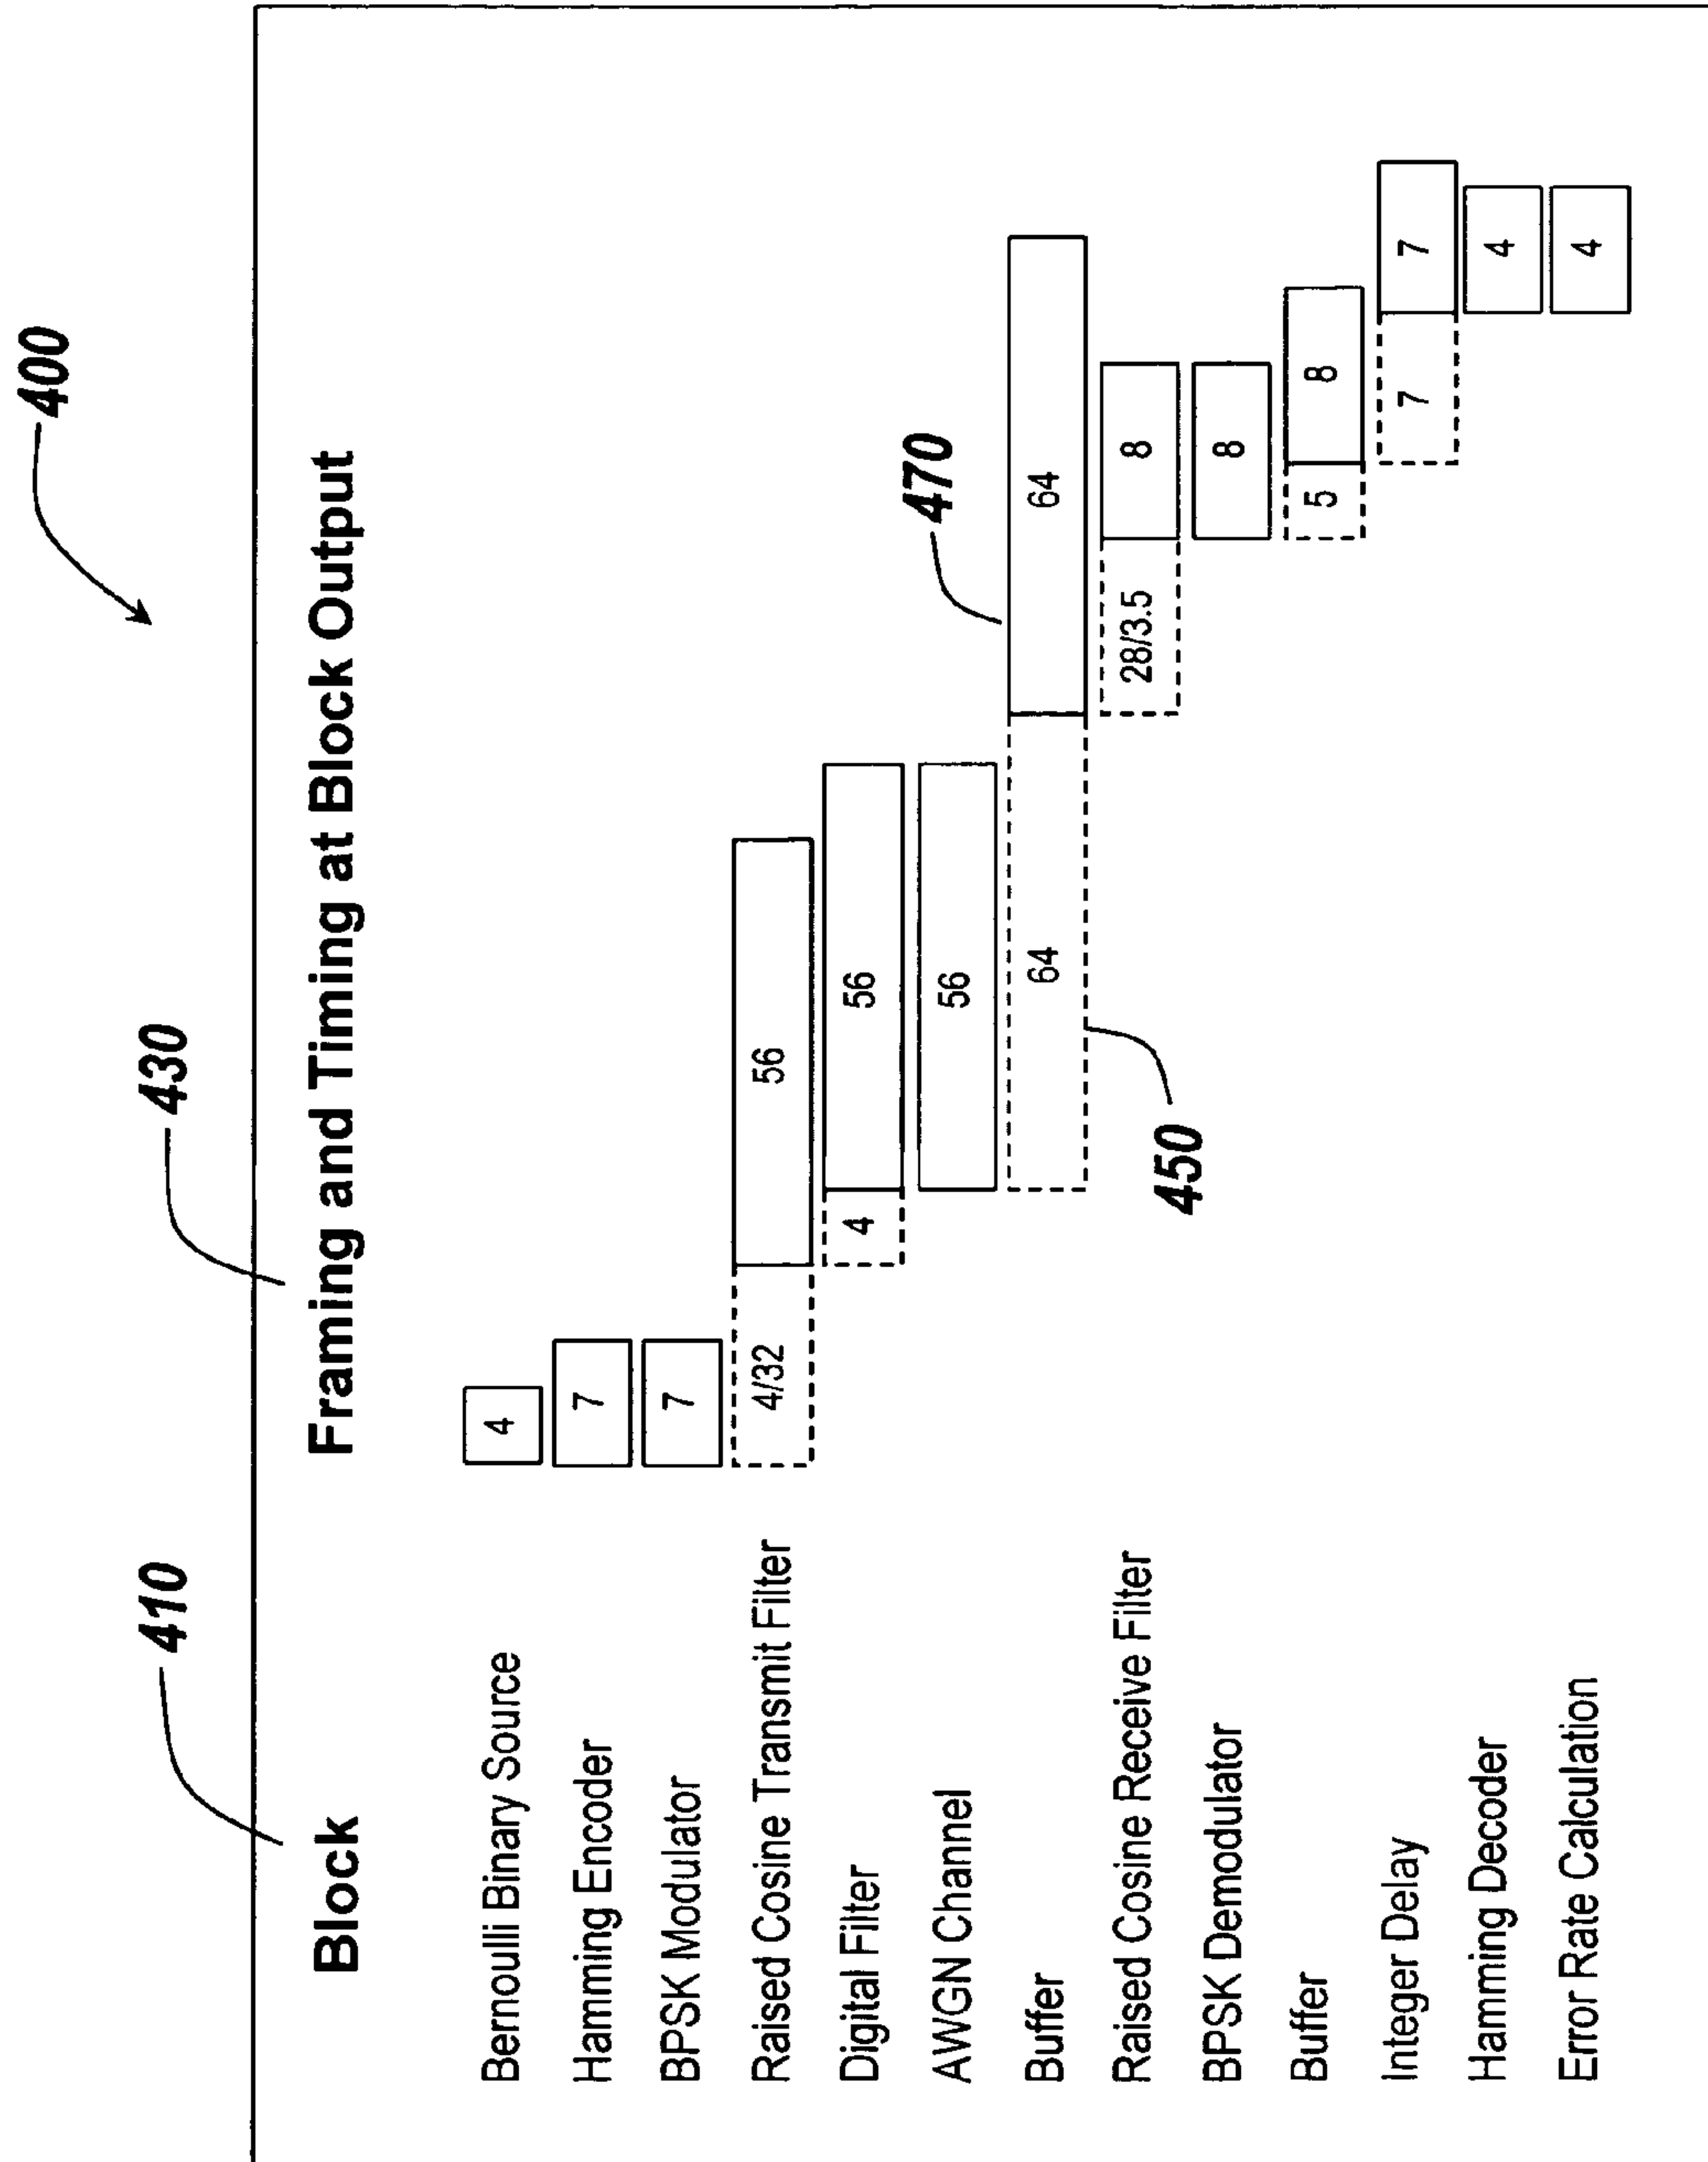 400
410
430
Block
Framing and Timing at Block Output
Bernoulli Binary Source
4
Hamming Encoder
7
BPSK Modulator
7
Raised Cosine Transmit Filter
4/32
56
Digital Filter
4
56
AWGN Channel
56
470
Buffer
64
64
450
Raised Cosine Receive Filter
28/3.5
8
BPSK Demodulator
8
Buffer
5
8
Integer Delay
7
7
Hamming Decoder
4
Error Rate Calculation
4